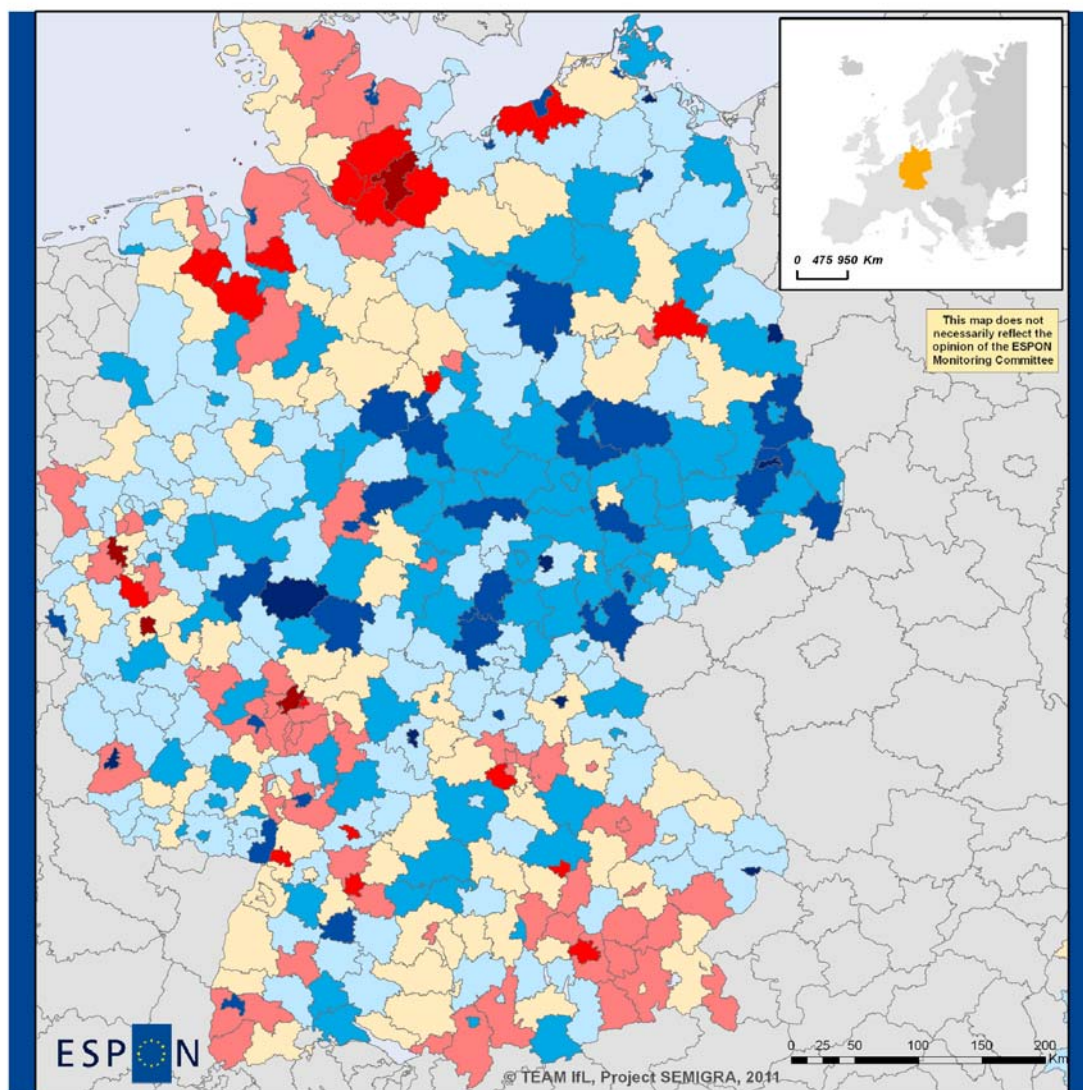 0 475 950 Km
This map does not
necessarily reflect the
opinion of the ESPON
Monitoring Committee
ESPON
© TEAM IfL, Project SEMIGRA, 2011
0 25 50 100 150 200
Km